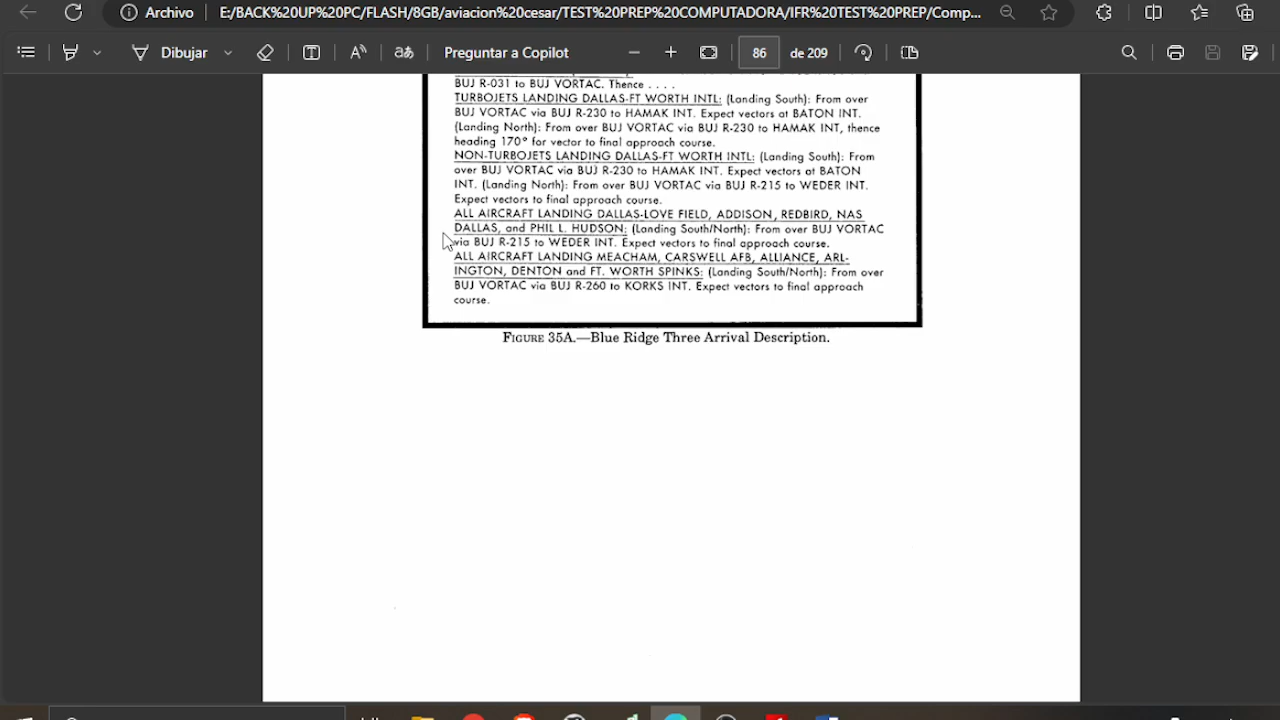 Archivo
E:/BACK%20UP%20PC/FLASH/8GB/aviacion%20cesar/TEST%20PREP%20COMPUTADORA/IFR%20TEST%20PREP/Comp...
Dibujar
Preguntar a Copilot
86 de 209
BUJ R-031 to BUJ VORTAC. Thence . . . .
TURBOJETS LANDING DALLAS-FT WORTH INTL: (Landing South): From over
BUJ VORTAC via BUJ R-230 to HAMAK INT. Expect vectors at BATON INT.
(Landing North): From over BUJ VORTAC via BUJ R-230 to HAMAK INT, thence
heading 170° for vector to final approach course.
NON-TURBOJETS LANDING DALLAS-FT WORTH INTL: (Landing South): From
over BUJ VORTAC via BUJ R-230 to HAMAK INT. Expect vectors at BATON
INT. (Landing North): From over BUJ VORTAC via BUJ R-215 to WEDER INT.
Expect vectors to final approach course.
ALL AIRCRAFT LANDING DALLAS-LOVE FIELD, ADDISON, REDBIRD, NAS
DALLAS, and PHIL L. HUDSON: (Landing South/North): From over BUJ VORTAC
via BUJ R-215 to WEDER INT. Expect vectors to final approach course.
ALL AIRCRAFT LANDING MEACHAM, CARSWELL AFB, ALLIANCE, ARL-
INGTON, DENTON and FT. WORTH SPINKS: (Landing South/North): From over
BUJ VORTAC via BUJ R-260 to KORKS INT. Expect vectors to final approach
course.
FIGURE 35A.—Blue Ridge Three Arrival Description.